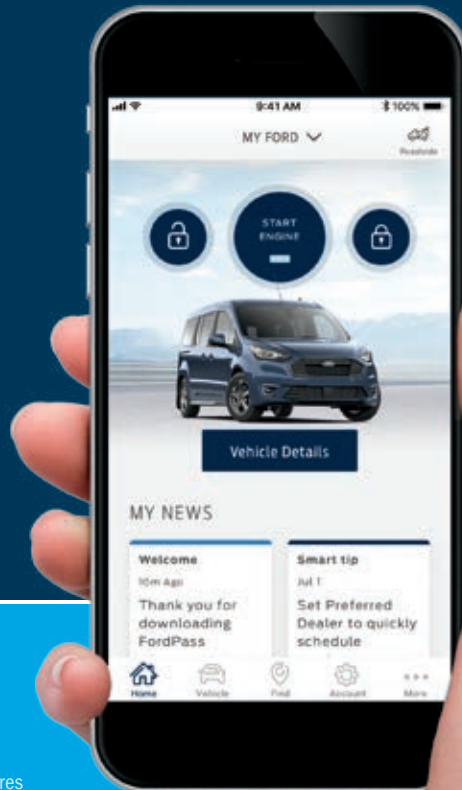 9:41 AM
100%
MY FORD
Roadside
START
ENGINE
Vehicle Details
MY NEWS
Welcome
10m Ago
Thank you for
downloading
FordPass
Smart tip
Jul 1
Set Preferred
Dealer to quickly
schedule
Home
Vehicle
Find
Account
More
res